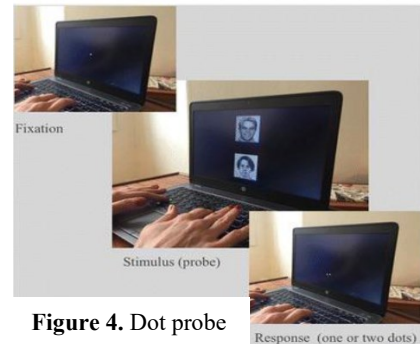 Fixation
Stimulus (probe)
Figure 4. Dot probe
Response (one or two dots)